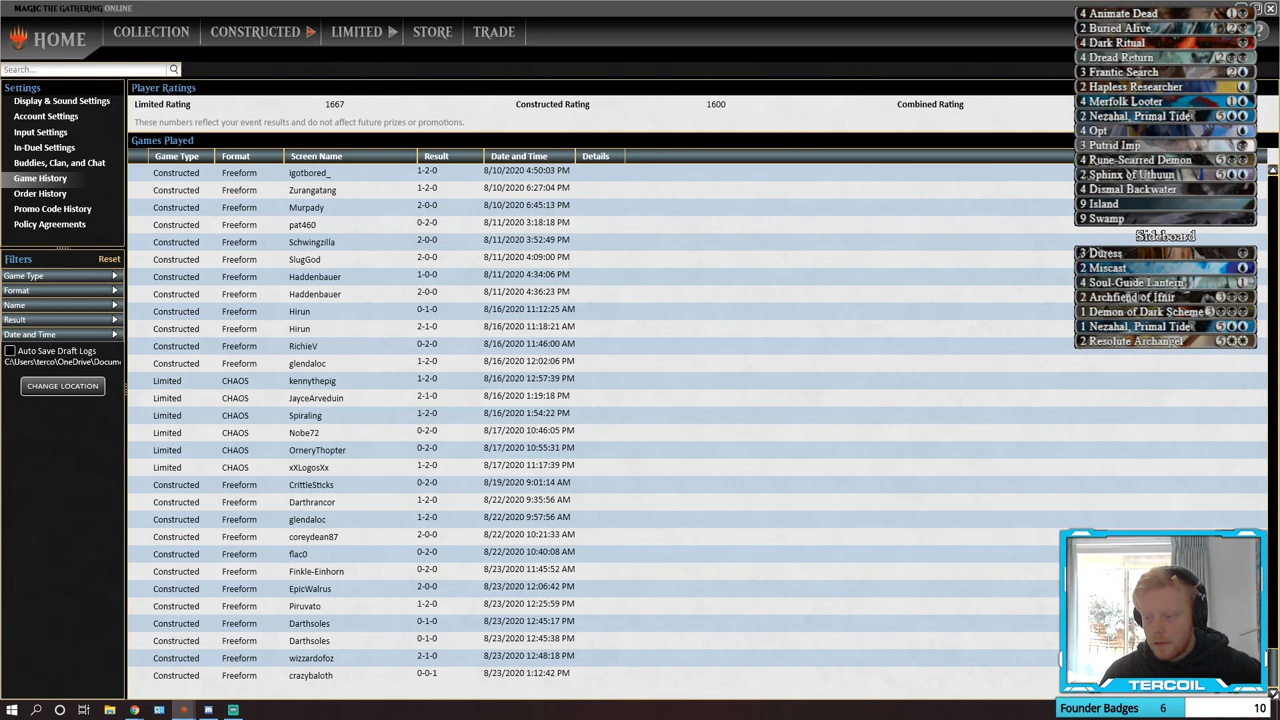 MAGIC THE GATHERING ONLINE
HOME
COLLECTION
CONSTRUCTED
LIMITED
STORE
TRADE
Search...
Settings
Display & Sound Settings
Account Settings
Input Settings
In-Duel Settings
Buddies, Clan, and Chat
Game History
Order History
Promo Code History
Policy Agreements
Filters Reset
Game Type
Format
Name
Result
Date and Time
Auto Save Draft Logs
C:\Users\terco\OneDrive\Docum
CHANGE LOCATION
Player Ratings
Limited Rating 1667 Constructed Rating 1600 Combined Rating
These numbers reflect your event results and do not affect future prizes or promotions.
Games Played
Game Type Format Screen Name Result Date and Time Details
Constructed Freeform igotbored_ 1-2-0 8/10/2020 4:50:03 PM
Constructed Freeform Zurangatang 1-2-0 8/10/2020 6:27:04 PM
Constructed Freeform Murpady 2-0-0 8/10/2020 6:45:13 PM
Constructed Freeform pat460 0-2-0 8/11/2020 3:18:18 PM
Constructed Freeform Schwingzilla 2-0-0 8/11/2020 3:52:49 PM
Constructed Freeform SlugGod 2-0-0 8/11/2020 4:09:00 PM
Constructed Freeform Haddenbauer 1-0-0 8/11/2020 4:34:06 PM
Constructed Freeform Haddenbauer 2-0-0 8/11/2020 4:36:23 PM
Constructed Freeform Hirun 0-1-0 8/16/2020 11:12:25 AM
Constructed Freeform Hirun 2-1-0 8/16/2020 11:18:21 AM
Constructed Freeform RichieV 0-2-0 8/16/2020 11:46:00 AM
Constructed Freeform glendaloc 1-2-0 8/16/2020 12:02:06 PM
Limited CHAOS kennythepig 1-2-0 8/16/2020 12:57:39 PM
Limited CHAOS JayceArveduin 2-1-0 8/16/2020 1:19:18 PM
Limited CHAOS Spiraling 1-2-0 8/16/2020 1:54:22 PM
Limited CHAOS Nobe72 0-2-0 8/17/2020 10:46:05 PM
Limited CHAOS OrneryThopter 0-2-0 8/17/2020 10:55:31 PM
Limited CHAOS xXLogosXx 1-2-0 8/17/2020 11:17:39 PM
Constructed Freeform CrittleSticks 0-2-0 8/19/2020 9:01:14 AM
Constructed Freeform Darthrancor 1-2-0 8/22/2020 9:35:56 AM
Constructed Freeform glendaloc 1-2-0 8/22/2020 9:57:56 AM
Constructed Freeform coreydean87 2-0-0 8/22/2020 10:21:33 AM
Constructed Freeform flac0 0-2-0 8/22/2020 10:40:08 AM
Constructed Freeform Finkle-Einhorn 0-2-0 8/23/2020 11:45:52 AM
Constructed Freeform EpicWalrus 2-0-0 8/23/2020 12:06:42 PM
Constructed Freeform Piruvato 1-2-0 8/23/2020 12:25:59 PM
Constructed Freeform Darthsoles 0-1-0 8/23/2020 12:45:17 PM
Constructed Freeform Darthsoles 0-1-0 8/23/2020 12:45:38 PM
Constructed Freeform wizzardofoz 2-1-0 8/23/2020 12:48:18 PM
Constructed Freeform crazybaloth 0-0-1 8/23/2020 1:12:42 PM
4 Animate Dead 1
2 Buried Alive 2
4 Dark Ritual
4 Dread Return 2
3 Frantic Search 2
2 Hapless Researcher
4 Merfolk Looter 1
2 Nezahal, Primal Tide 5
4 Opt
3 Putrid Imp
4 Rune-Scarred Demon 5
2 Sphinx of Uthuun 5
4 Dismal Backwater
9 Island
9 Swamp
Sideboard
3 Duress
2 Miscast
4 Soul-Guide Lantern 1
2 Archfiend of Ifnir 3
1 Demon of Dark Scheme 3
1 Nezahal, Primal Tide 5
2 Resolute Archangel 5
TERCOIL
Founder Badges 6 10